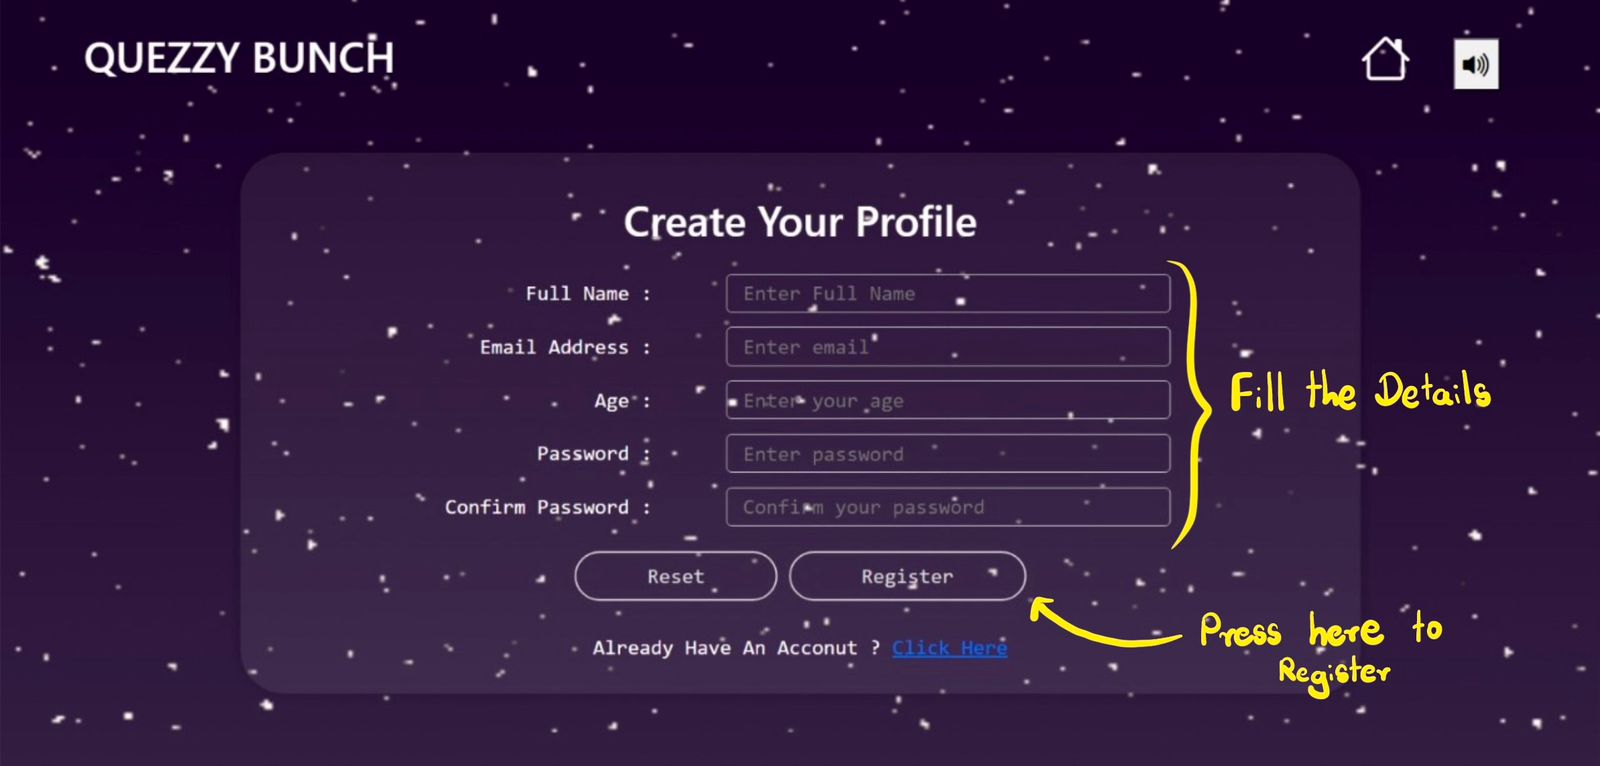 QUEZZY BUNCH
Create Your Profile
Full Name : Enter Full Name
Email Address : Enter email
Age : Enter your age
Fill the Details
Password : Enter password
Confirm Password : Confirm your password
Reset Register
Press here to
Register
Already Have An Acconut ? Click Here